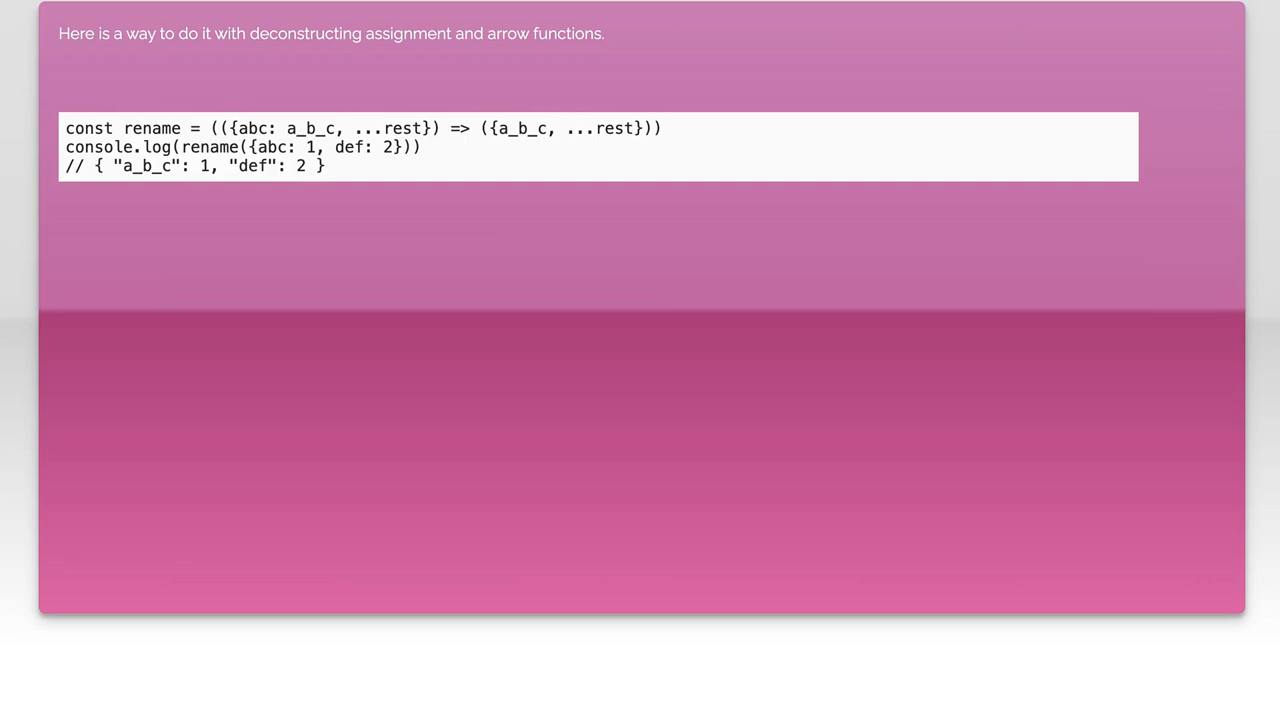 Here is a way to do it with deconstructing assignment and arrow functions.
const rename = (({abc: a_b_c, ...rest}) => ({a_b_c, ...rest}))
console.log(rename({abc: 1, def: 2}))
// { "a_b_c": 1, "def": 2 }